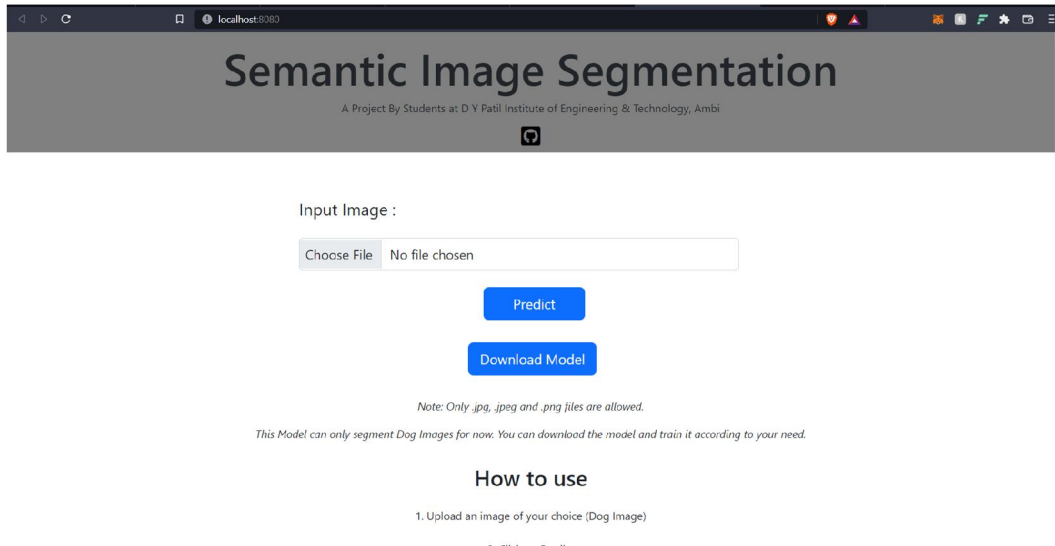 localhost:8080
Semantic Image Segmentation
A Project By Students at D Y Patil Institute of Engineering & Technology, Ambi
Input Image :
Choose File No file chosen
Predict
Download Model
Note: Only .jpg, .jpeg and .png files are allowed.
This Model can only segment Dog Images for now. You can download the model and train it according to your need.
How to use
1. Upload an image of your choice (Dog Image)